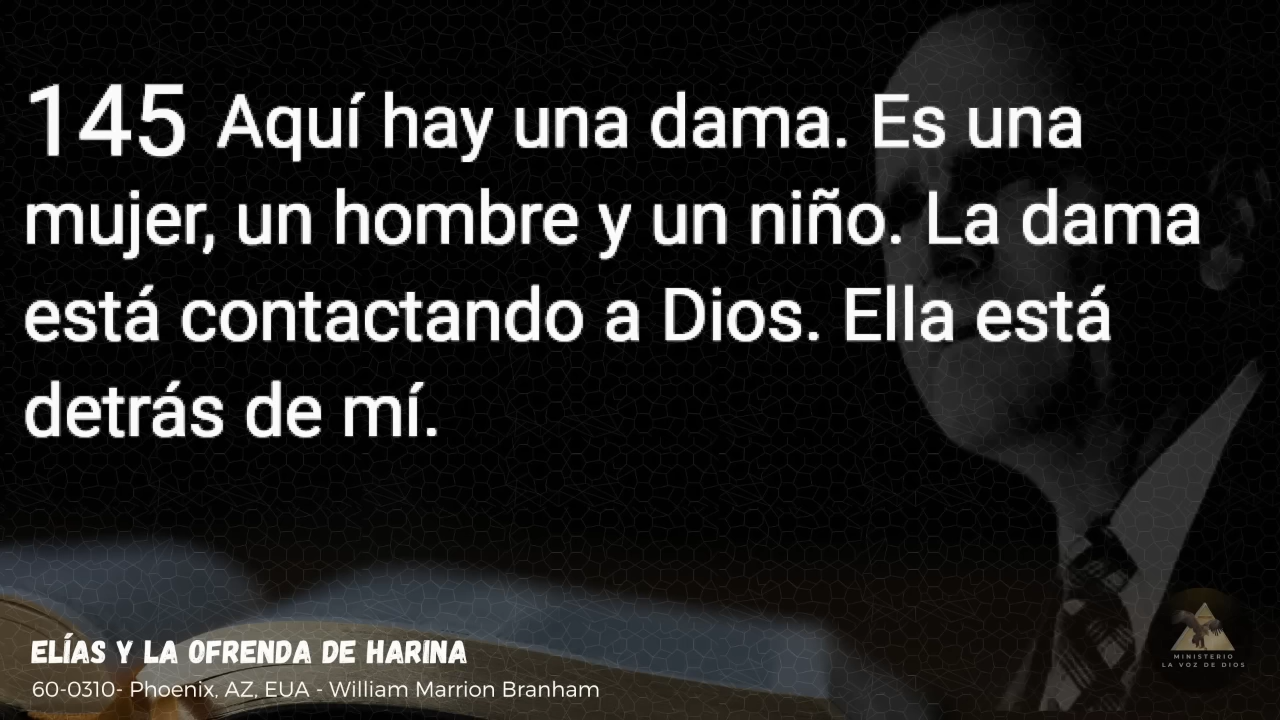 145 Aquí hay una dama. Es una
mujer, un hombre y un niño. La dama
está contactando a Dios. Ella está
detrás de mí.
ELÍAS Y LA OFRENDA DE HARINA
60-0310- Phoenix, AZ, EUA - William Marrion Branham
MINISTERIO
LA VOZ DE DIOS